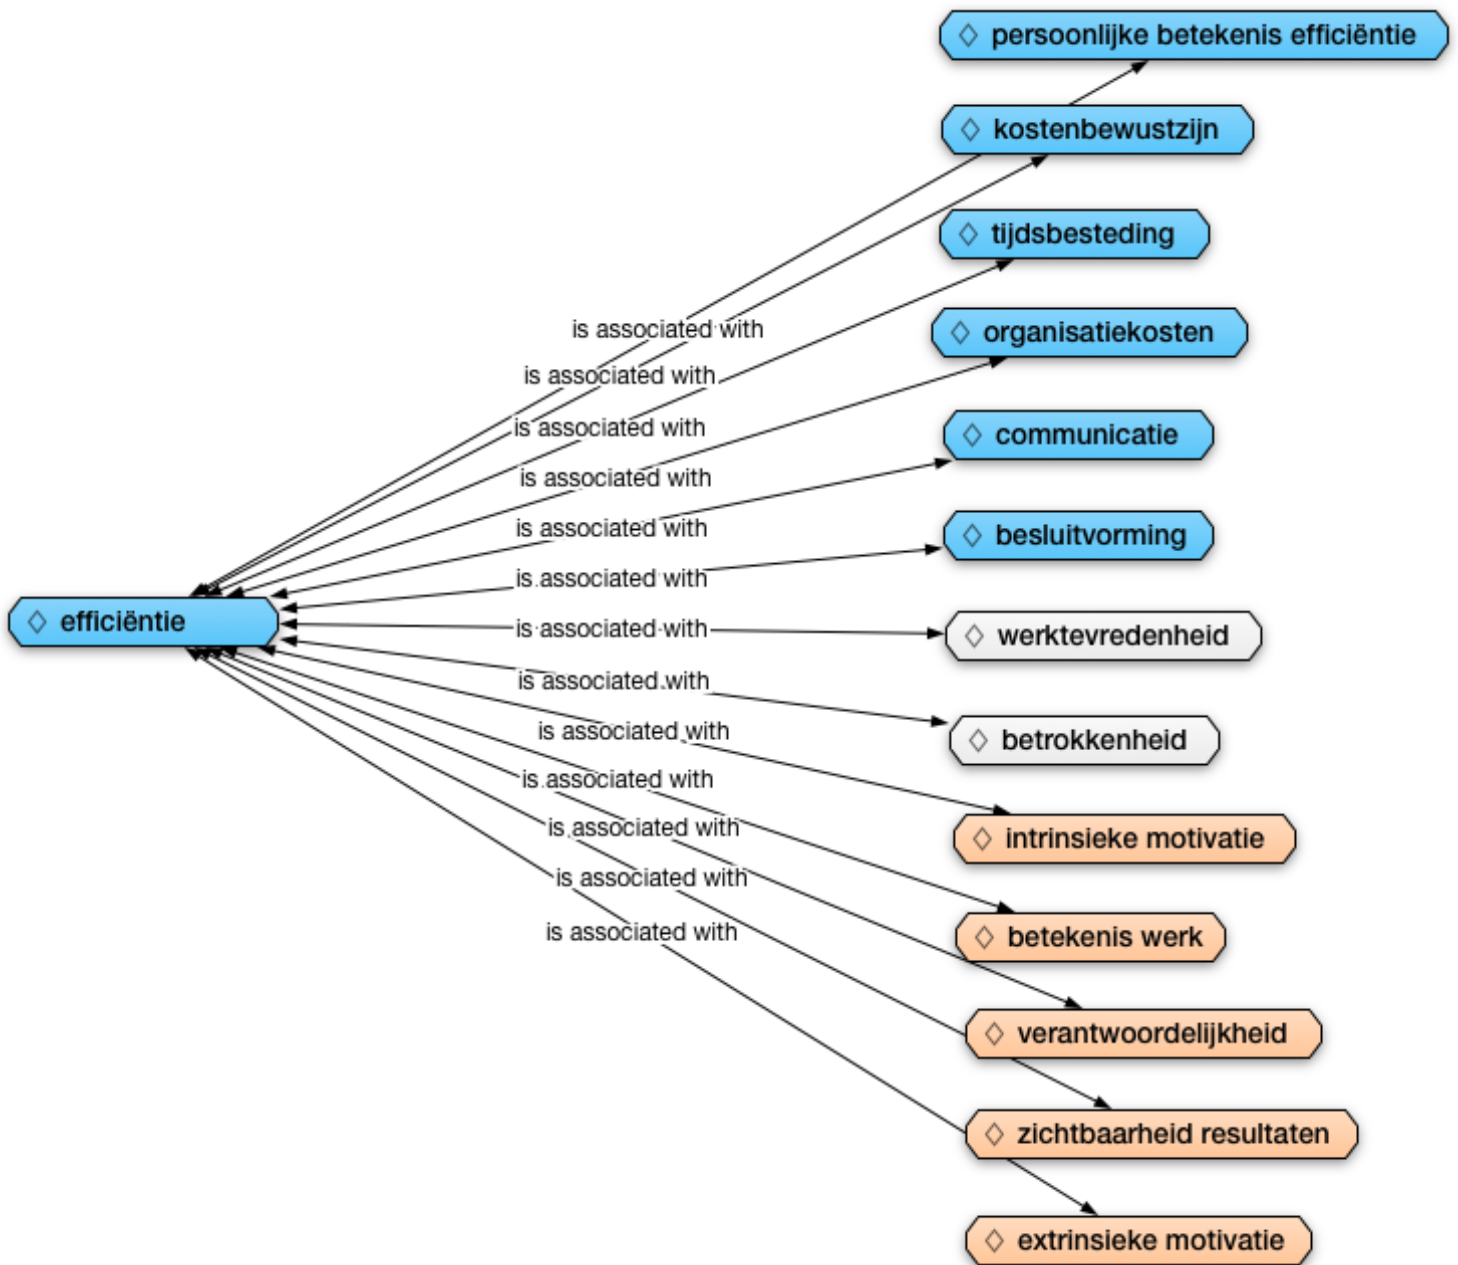 persoonlijke betekenis efficiëntie
kostenbewustzijn
tijdsbesteding
is associated with
organisatiekosten
is associated with
is associated with
communicatie
is associated with
is associated with
besluitvorming
is associated with
efficiëntie
is associated with
werktevredenheid
is associated with
is associated with
betrokkenheid
is associated with
is associated with
intrinsieke motivatie
is associated with
is associated with
betekenis werk
verantwoordelijkheid
zichtbaarheid resultaten
extrinsieke motivatie